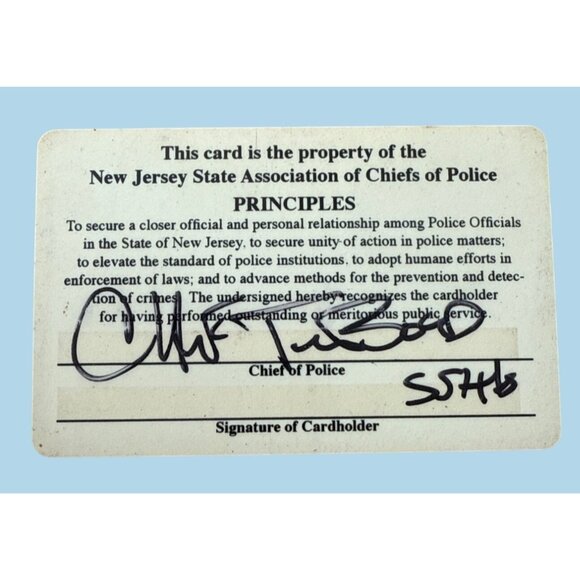 This card is the property of the
New Jersey State Association of Chiefs of Police
PRINCIPLES
To secure a closer official and personal relationship among Police Officials
in the State of New Jersey, to secure unity of action in police matters;
to elevate the standard of police institutions, to adopt humane efforts in
enforcement of laws; and to advance methods for the prevention and detec-
tion of crimes. The undersigned hereby recognizes the cardholder
for having performed outstanding or meritorious public service.
Chief of Police
Signature of Cardholder